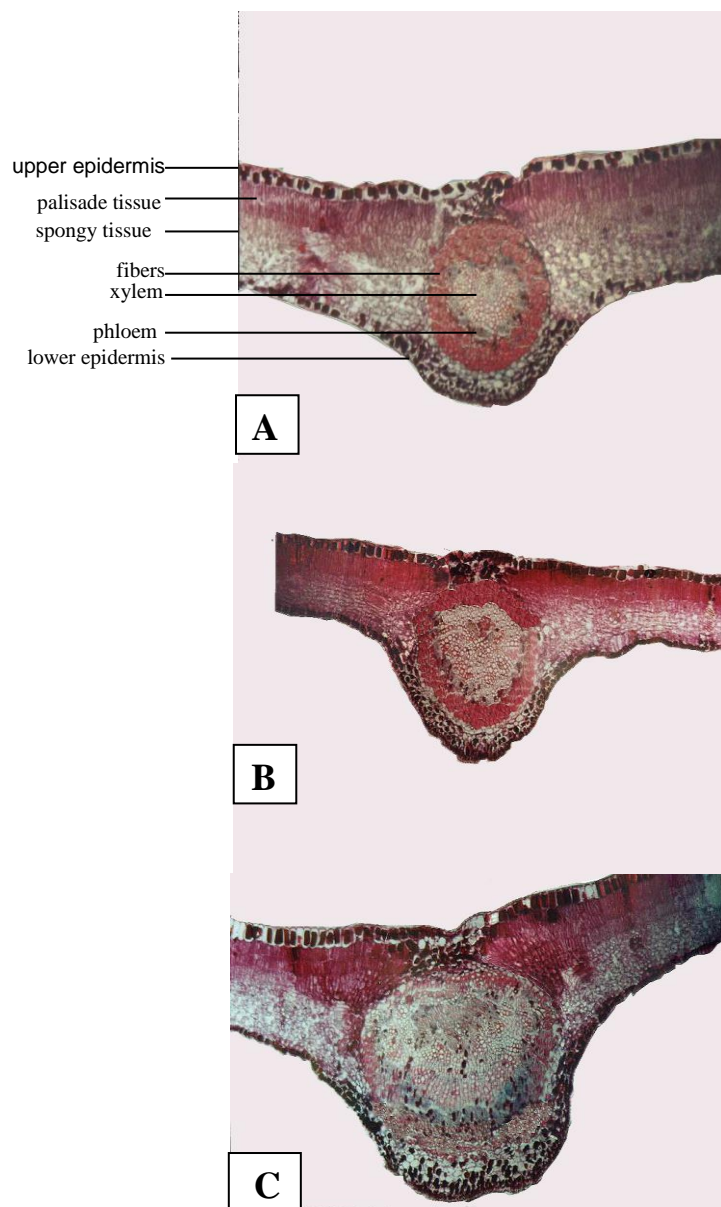 upper epidermis
palisade tissue
spongy tissue
fibers
xylem
phloem
lower epidermis
A
B
C